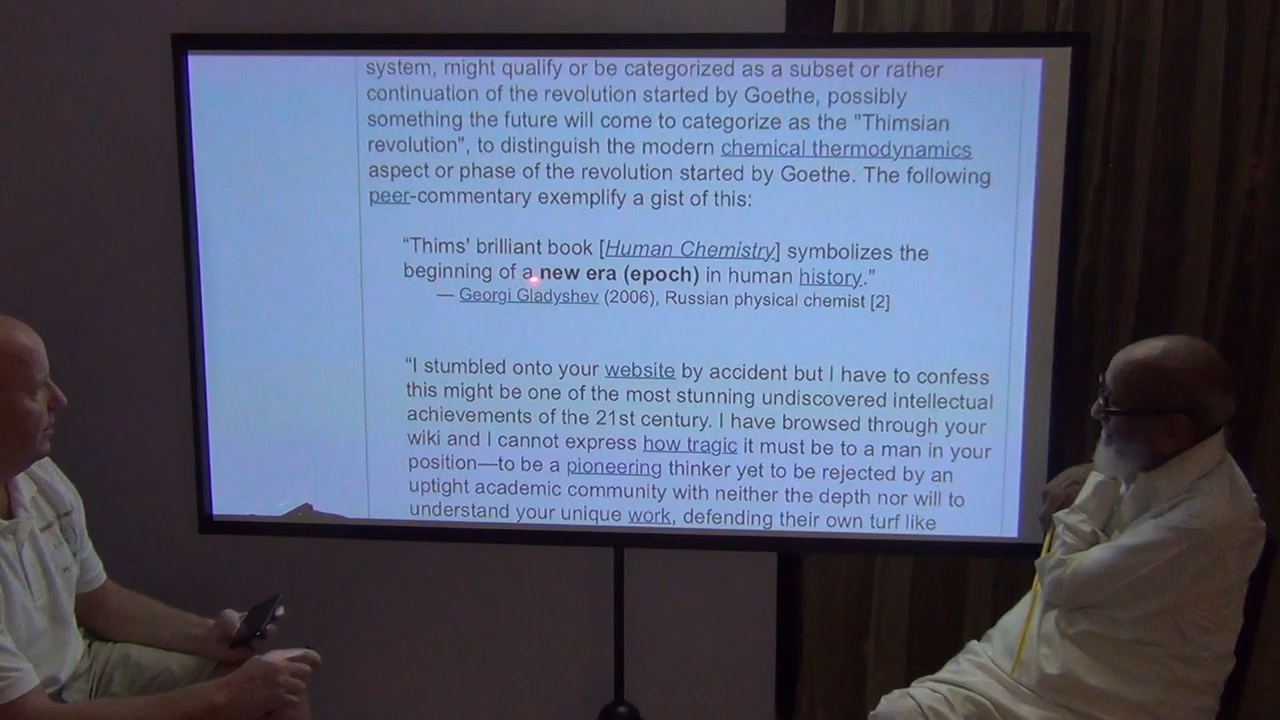 system, might qualify or be categorized as a subset or rather
continuation of the revolution started by Goethe, possibly
something the future will come to categorize as the "Thimsian
revolution", to distinguish the modern chemical thermodynamics
aspect or phase of the revolution started by Goethe. The following
peer-commentary exemplify a gist of this:
“Thims' brilliant book [Human Chemistry] symbolizes the
beginning of a new era (epoch) in human history.”
— Georgi Gladyshev (2006), Russian physical chemist [2]
“I stumbled onto your website by accident but I have to confess
this might be one of the most stunning undiscovered intellectual
achievements of the 21st century. I have browsed through your
wiki and I cannot express how tragic it must be to a man in your
position—to be a pioneering thinker yet to be rejected by an
uptight academic community with neither the depth nor will to
understand your unique work, defending their own turf like